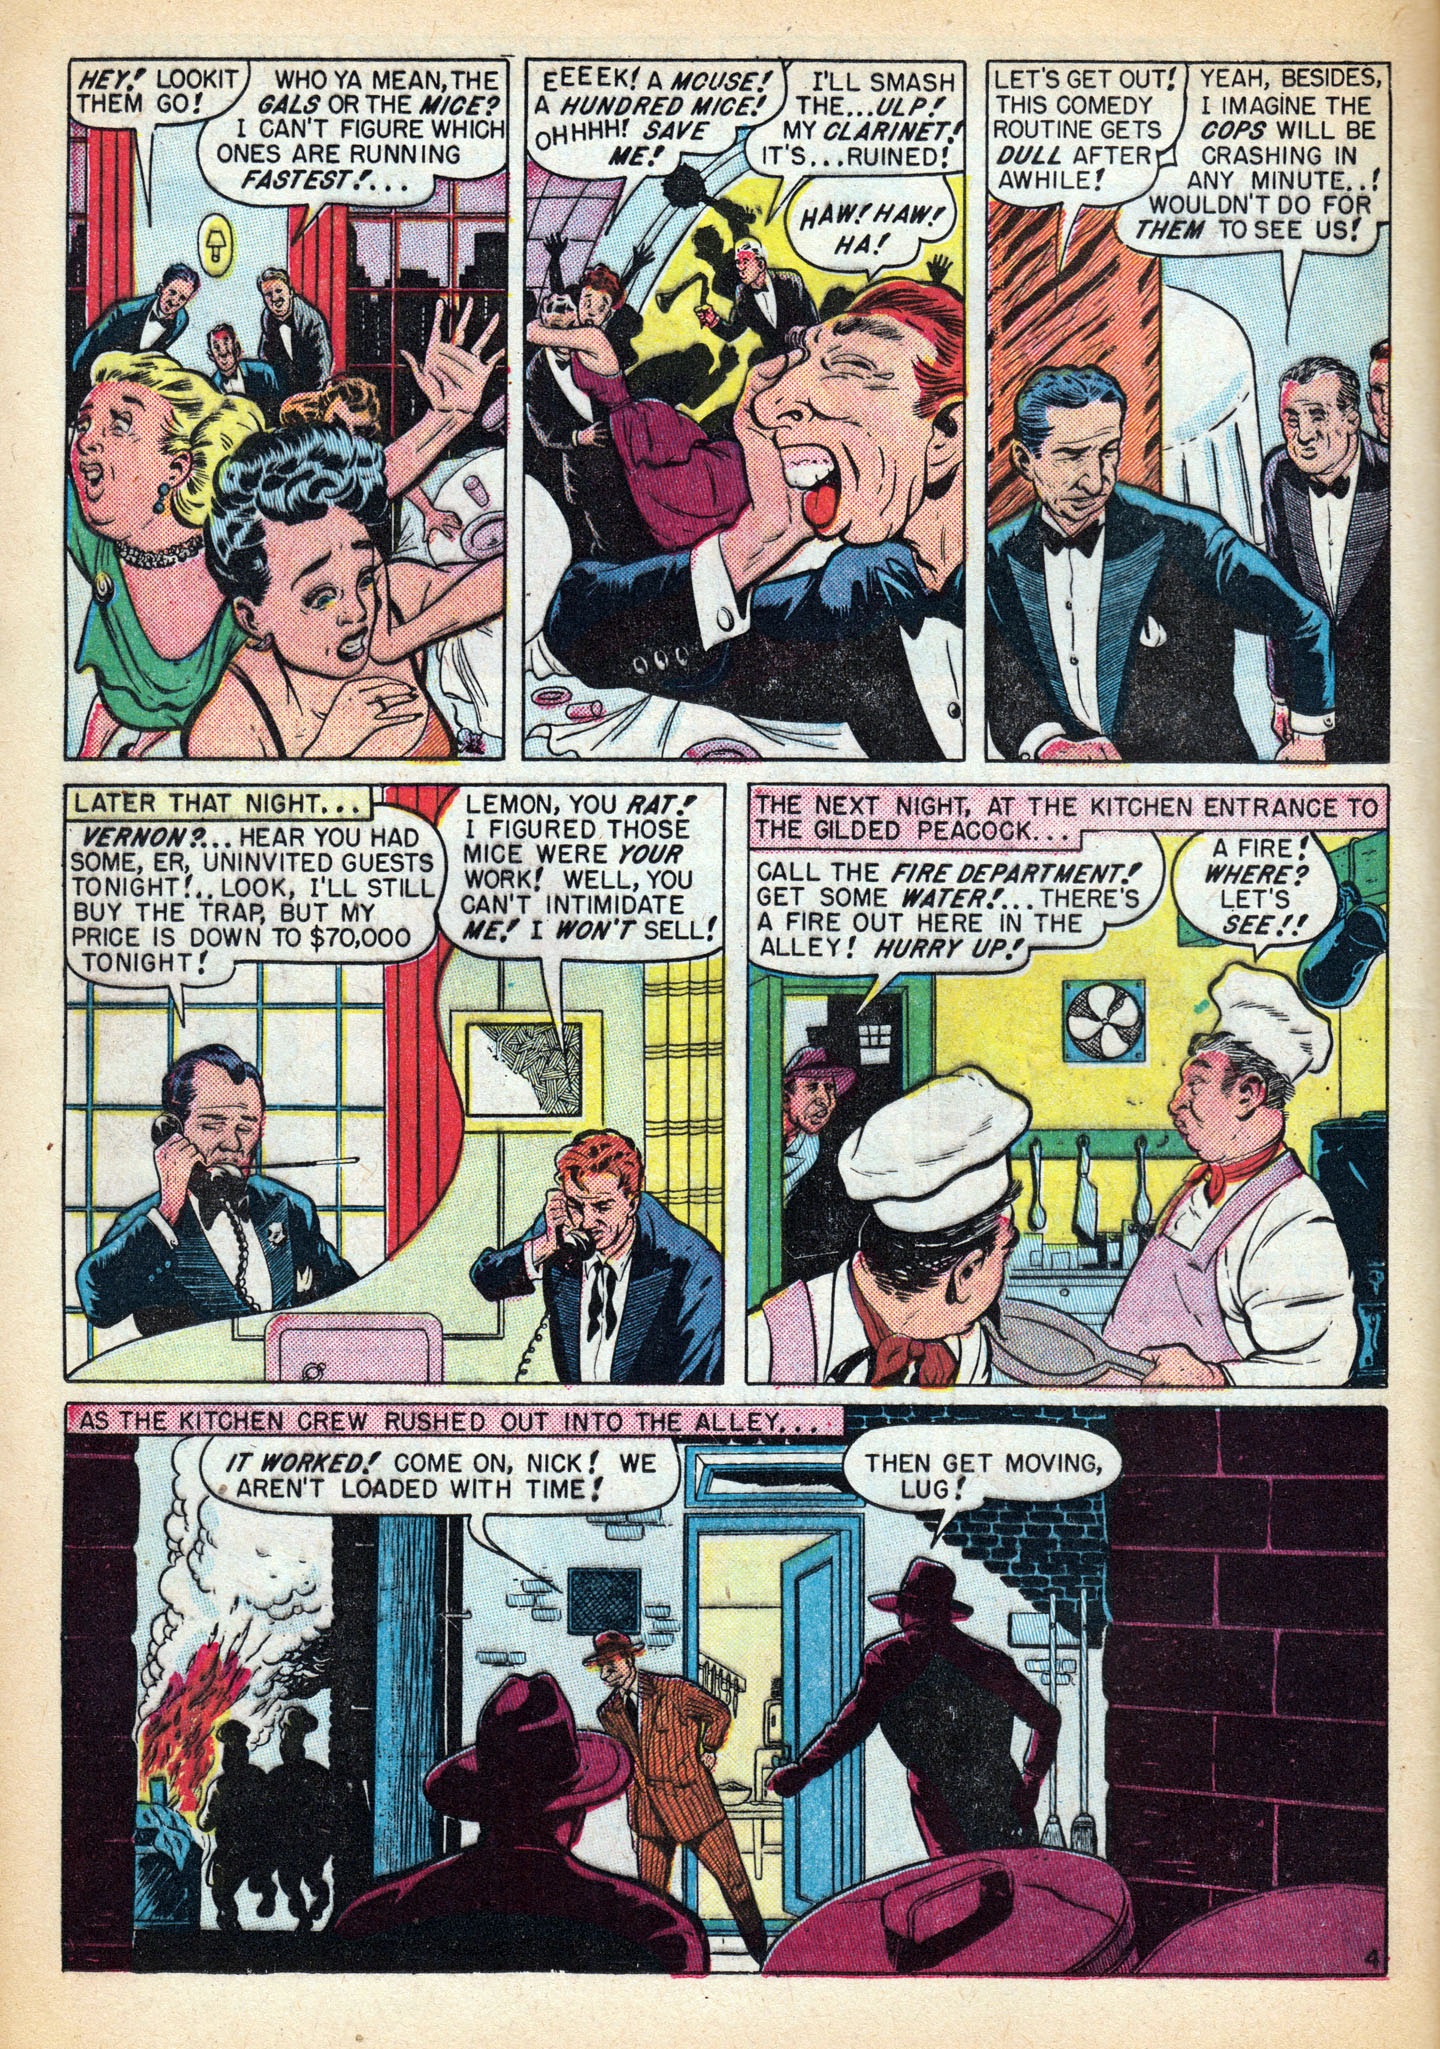 HEY! LOOKIT
THEM GO!
WHO YA MEAN, THE
GALS OR THE MICE?
I CAN'T FIGURE WHICH
ONES ARE RUNNING
FASTEST!...
EEEEK! A MOUSE!
A HUNDRED MICE!
OHHHH! SAVE
ME!
I'LL SMASH
THE...ULP!
MY CLARINET!
IT'S...RUINED!
HAW! HAW!
HA!
LET'S GET OUT!
THIS COMEDY
ROUTINE GETS
DULL AFTER
AWHILE!
YEAH, BESIDES,
I IMAGINE THE
COPS WILL BE
CRASHING IN
ANY MINUTE..!
WOULDN'T DO FOR
THEM TO SEE US!
LATER THAT NIGHT...
VERNON?...HEAR YOU HAD
SOME, ER, UNINVITED GUESTS
TONIGHT!..LOOK, I'LL STILL
BUY THE TRAP, BUT MY
PRICE IS DOWN TO $70,000
TONIGHT!
LEMON, YOU RAT!
I FIGURED THOSE
MICE WERE YOUR
WORK! WELL, YOU
CAN'T INTIMIDATE
ME! I WON'T SELL!
THE NEXT NIGHT, AT THE KITCHEN ENTRANCE TO
THE GILDED PEACOCK...
CALL THE FIRE DEPARTMENT!
GET SOME WATER!...THERE'S
A FIRE OUT HERE IN THE
ALLEY! HURRY UP!
A FIRE!
WHERE?
LET'S
SEE!!
AS THE KITCHEN CREW RUSHED OUT INTO THE ALLEY...
IT WORKED! COME ON, NICK! WE
AREN'T LOADED WITH TIME!
THEN GET MOVING,
LUG!
4